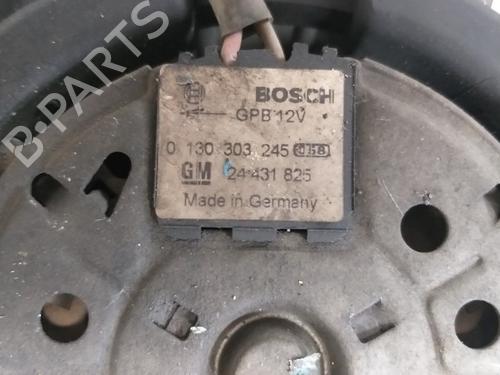 BOSCH
GPB 12V
0 130 303 245
GM 24 431 825
Made in Germany
B-PARTS